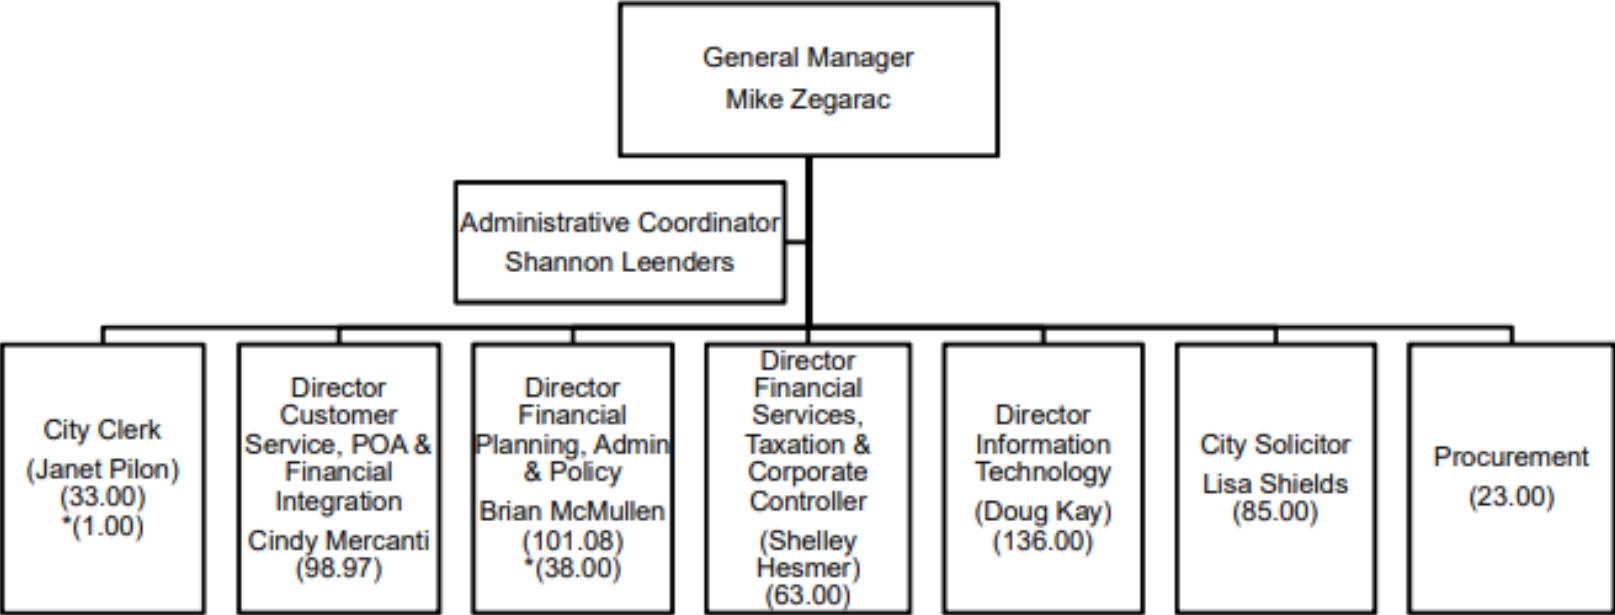 General Manager
Mike Zegarac
Administrative Coordinator
Shannon Leenders
City Clerk
(Janet Pilon)
(33.00)
*(1.00)
Director
Customer
Service, POA &
Financial
Integration
Cindy Mercanti
(98.97)
Director
Financial
Planning, Admin
& Policy
Brian McMullen
(101.08)
*(38.00)
Director
Financial
Services,
Taxation &
Corporate
Controller
(Shelley
Hesmer)
(63.00)
Director
Information
Technology
(Doug Kay)
(136.00)
City Solicitor
Lisa Shields
(85.00)
Procurement
(23.00)